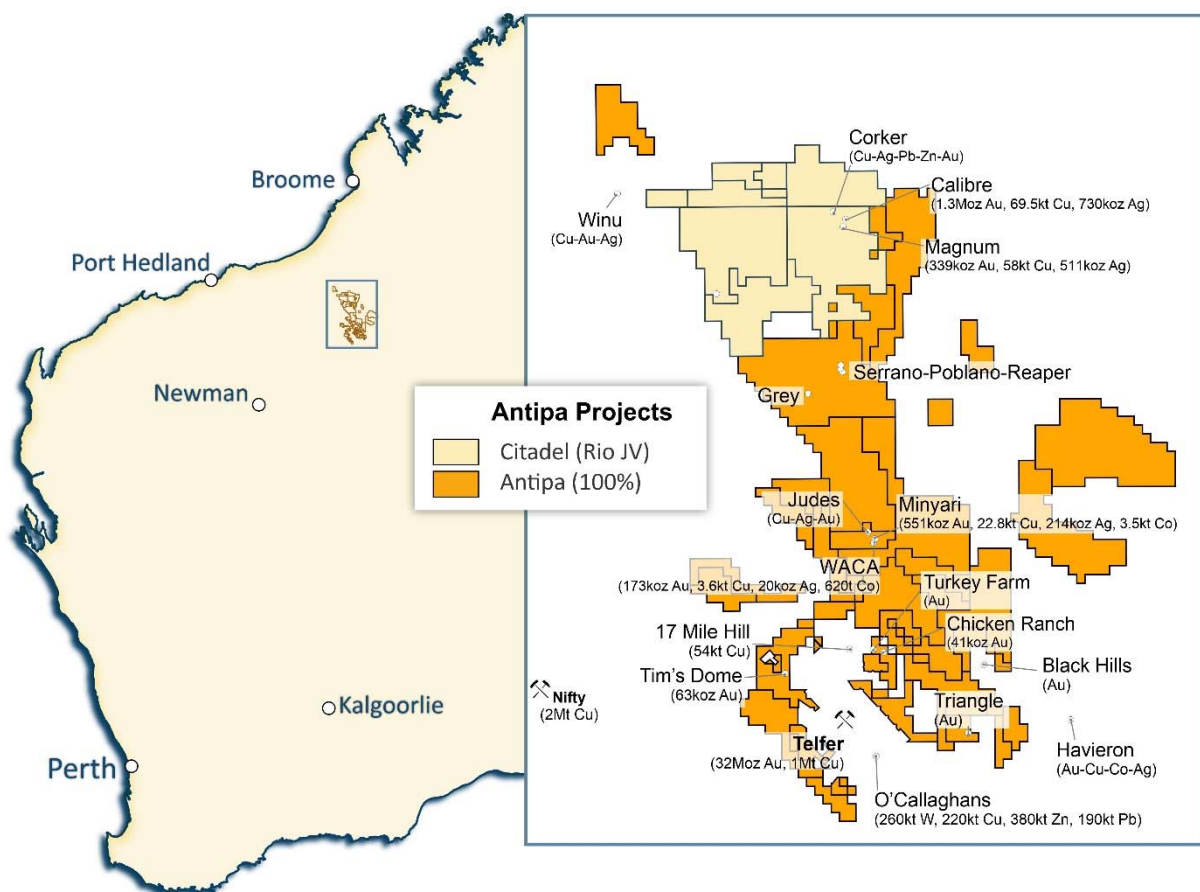 Broome
Port Hedland
Newman
Kalgoorlie
Perth
Antipa Projects
Citadel (Rio JV)
Antipa (100%)
Corker
(Cu-Ag-Pb-Zn-Au)
Calibre
(1.3Moz Au, 69.5kt Cu, 730koz Ag)
Winu
(Cu-Au-Ag)
Magnum
(339koz Au, 58kt Cu, 511koz Ag)
Serrano-Poblano-Reaper
Grey
Judes
(Cu-Ag-Au)
Minyari
(551koz Au, 22.8kt Cu, 214koz Ag, 3.5kt Co)
WACA
(173koz Au, 3.6kt Cu, 20koz Ag, 620t Co)
Turkey Farm
(Au)
17 Mile Hill
(54kt Cu)
Chicken Ranch
(41koz Au)
Tim's Dome
(63koz Au)
Black Hills
(Au)
Nifty
(2Mt Cu)
Triangle
(Au)
Telfer
(32Moz Au, 1Mt Cu)
Havieron
(Au-Cu-Co-Ag)
O'Callaghans
(260kt W, 220kt Cu, 380kt Zn, 190kt Pb)